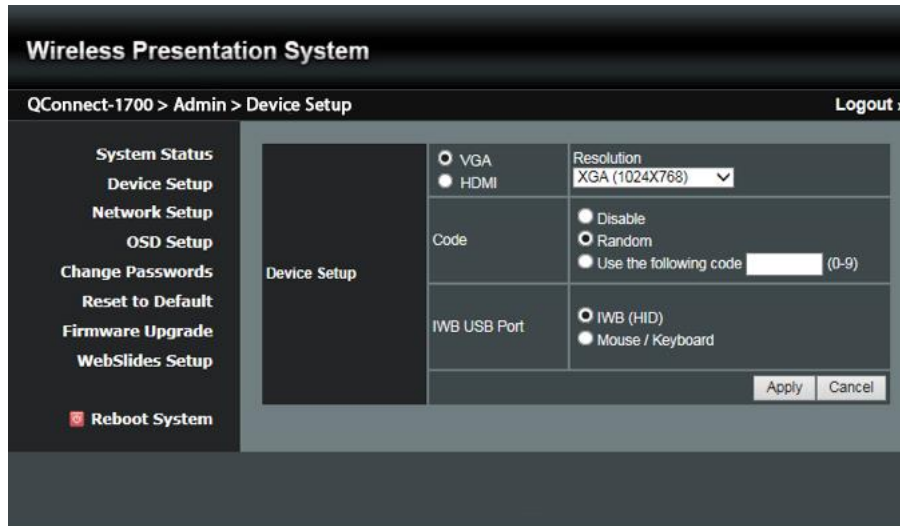 Wireless Presentation System
QConnect-1700 > Admin > Device Setup
Logout »
System Status
Device Setup
Network Setup
OSD Setup
Change Passwords
Reset to Default
Firmware Upgrade
WebSlides Setup
Reboot System
Device Setup
VGA
HDMI
Resolution
XGA (1024X768)
Code
Disable
Random
Use the following code (0-9)
IWB USB Port
IWB (HID)
Mouse / Keyboard
Apply Cancel